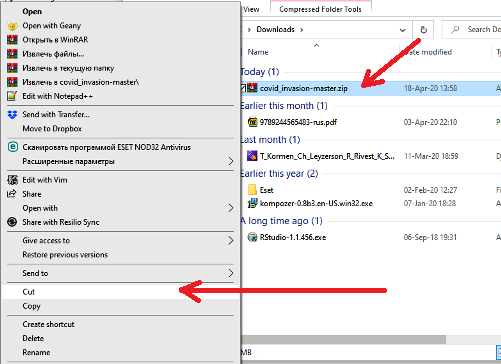 Open
Open with Geany
Открыть в WinRAR
Извлечь файлы...
Извлечь в текущую папку
Извлечь в covid_invasion-master\
Edit with Notepad++
Send with Transfer...
Move to Dropbox
Сканировать программой ESET NOD32 Antivirus
Расширенные параметры
Edit with Vim
Share
Open with
Share with Resilio Sync
Give access to
Restore previous versions
Send to
Cut
Copy
Create shortcut
Delete
Rename
View
Compressed Folder Tools
Downloads
Search Do
Name
Date modified
Today (1)
covid_invasion-master.zip 18-Apr-20 13:58
Earlier this month (1)
9789244565483-rus.pdf 03-Apr-20 22:10
Last month (1)
T_Kormen_Ch_Leyzerson_R_Rivest_K_S... 11-Mar-20 18:59
Earlier this year (2)
Eset 02-Feb-20 12:27
kompozer-0.8b3.en-US.win32.exe 07-Jan-20 18:28
A long time ago (1)
RStudio-1.1.456.exe 06-Sep-18 19:31
MB